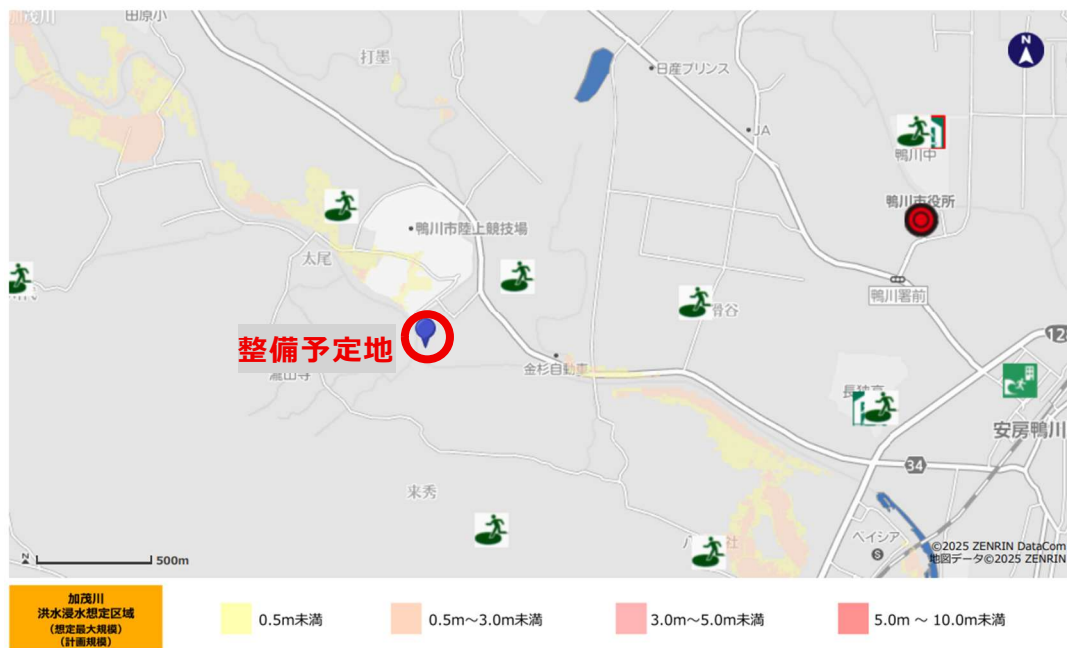 加茂川
田原小
打墨
日産プリンス
N
JA
鴨川中
鴨川市役所
鴨川市陸上競技場
太尾
鴨川署前
整備予定地
金杉自動車
長狭高
安房鴨川
34
来秀
ベイシア
S
N
500m
©2025 ZENRIN DataCom
地図データ©2025 ZENRIN
加茂川
洪水浸水想定区域
(想定最大規模)
(計画規模)
0.5m未満
0.5m～3.0m未満
3.0m～5.0m未満
5.0m ～ 10.0m未満